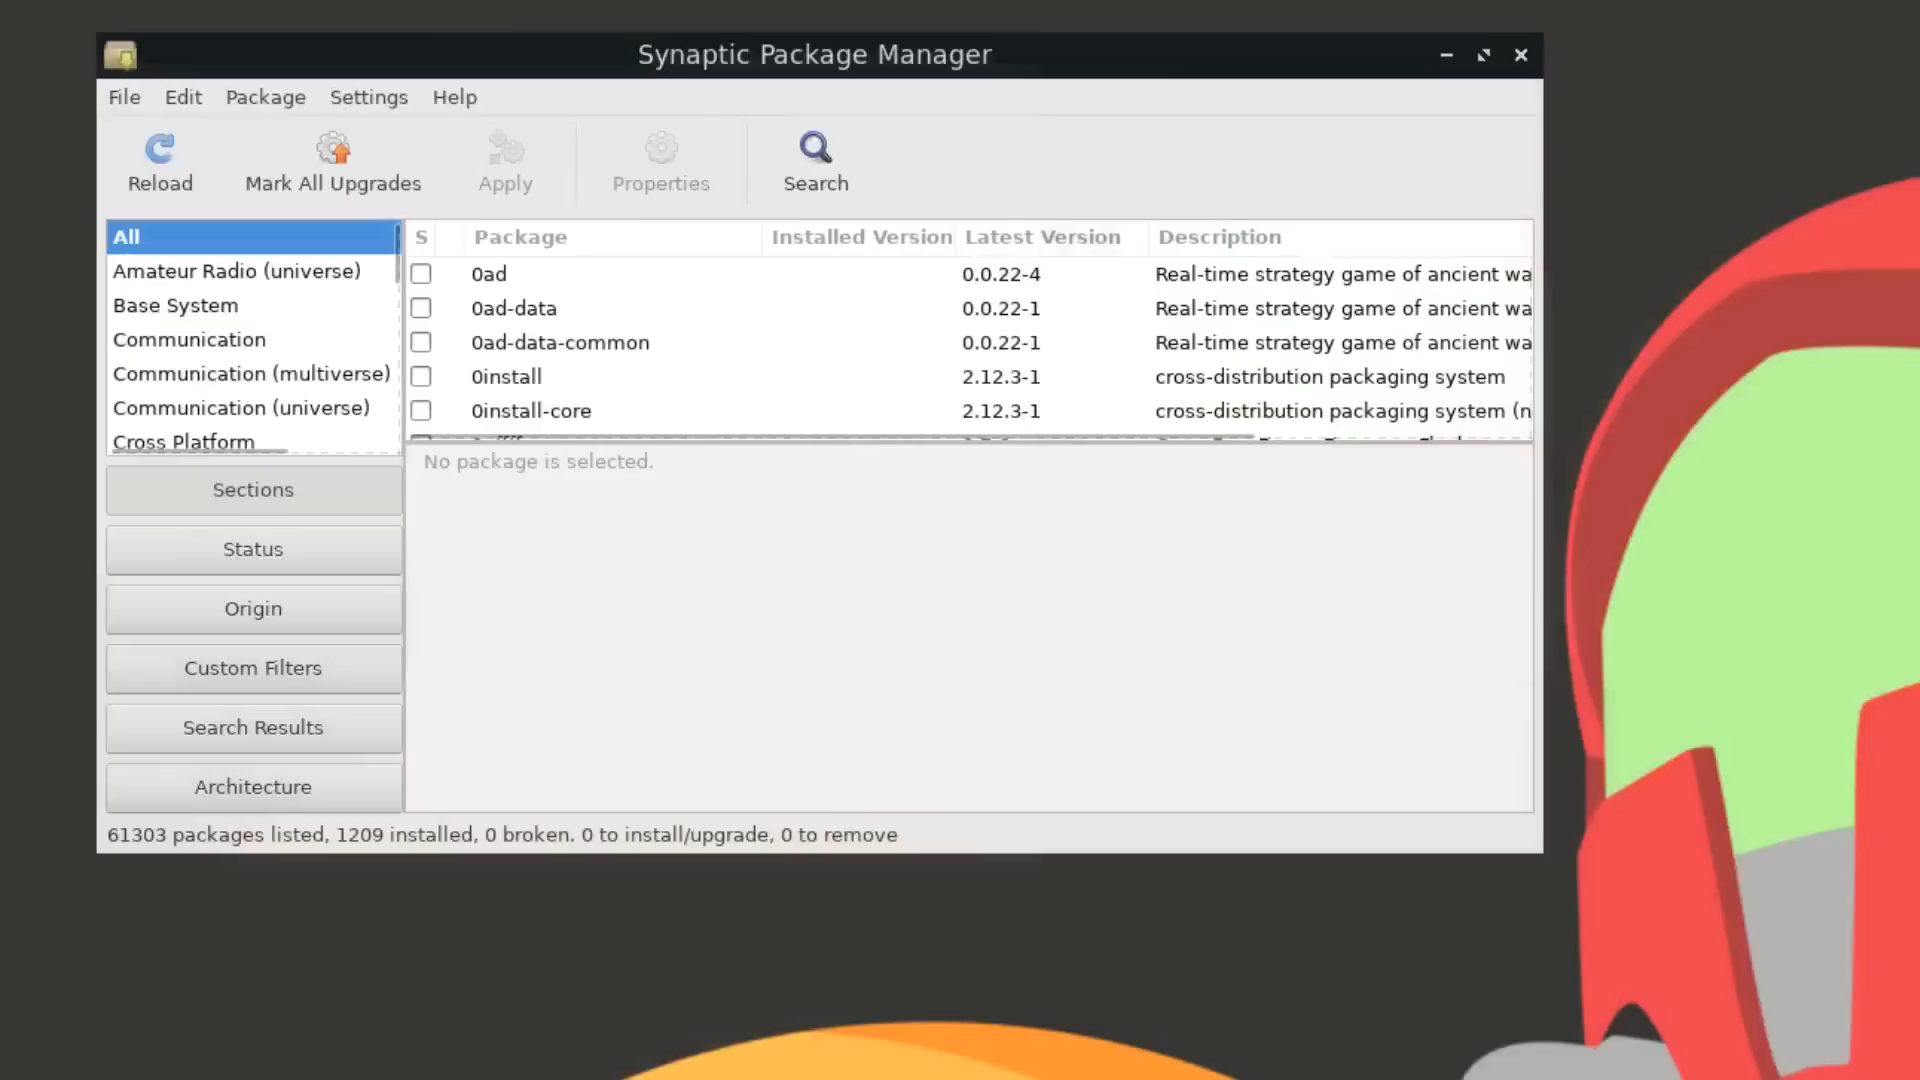 Synaptic Package Manager
File Edit Package Settings Help
Reload Mark All Upgrades Apply Properties Search
All
Amateur Radio (universe)
Base System
Communication
Communication (multiverse)
Communication (universe)
Cross Platform
S Package Installed Version Latest Version Description
0ad 0.0.22-4 Real-time strategy game of ancient wa
0ad-data 0.0.22-1 Real-time strategy game of ancient wa
0ad-data-common 0.0.22-1 Real-time strategy game of ancient wa
0install 2.12.3-1 cross-distribution packaging system
0install-core 2.12.3-1 cross-distribution packaging system (n
No package is selected.
Sections
Status
Origin
Custom Filters
Search Results
Architecture
61303 packages listed, 1209 installed, 0 broken. 0 to install/upgrade, 0 to remove